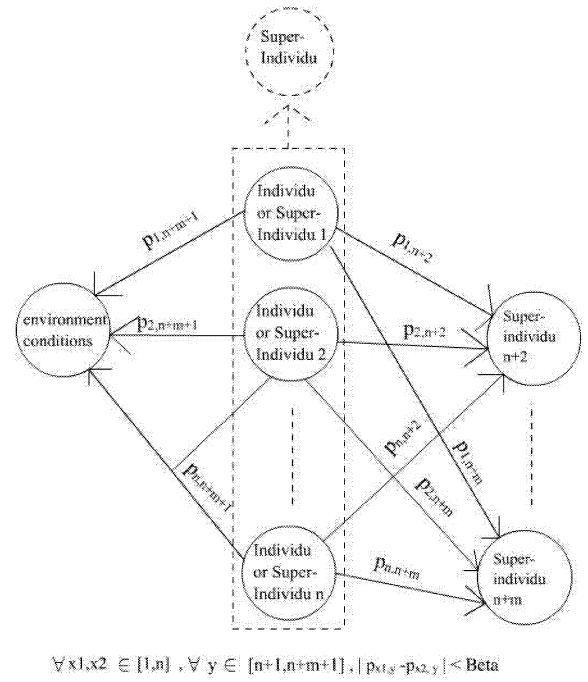 Super-
Individu
Individu
or Super-
Individu 1
p1,n+m+1
p1,n+2
environment
conditions
p2,n+m+1
Individu
or Super-
Individu 2
p2,n+2
Super-
individu
n+2
pn,n+m+1
pn,n+2
p1,n+m
p2,n+m
Individu
or Super-
Individu n
pn,n+m
Super-
individu
n+m
∀ x1,x2 ∈ [1,n] , ∀ y ∈ [n+1,n+m+1], | px1,y -px2, y | < Beta